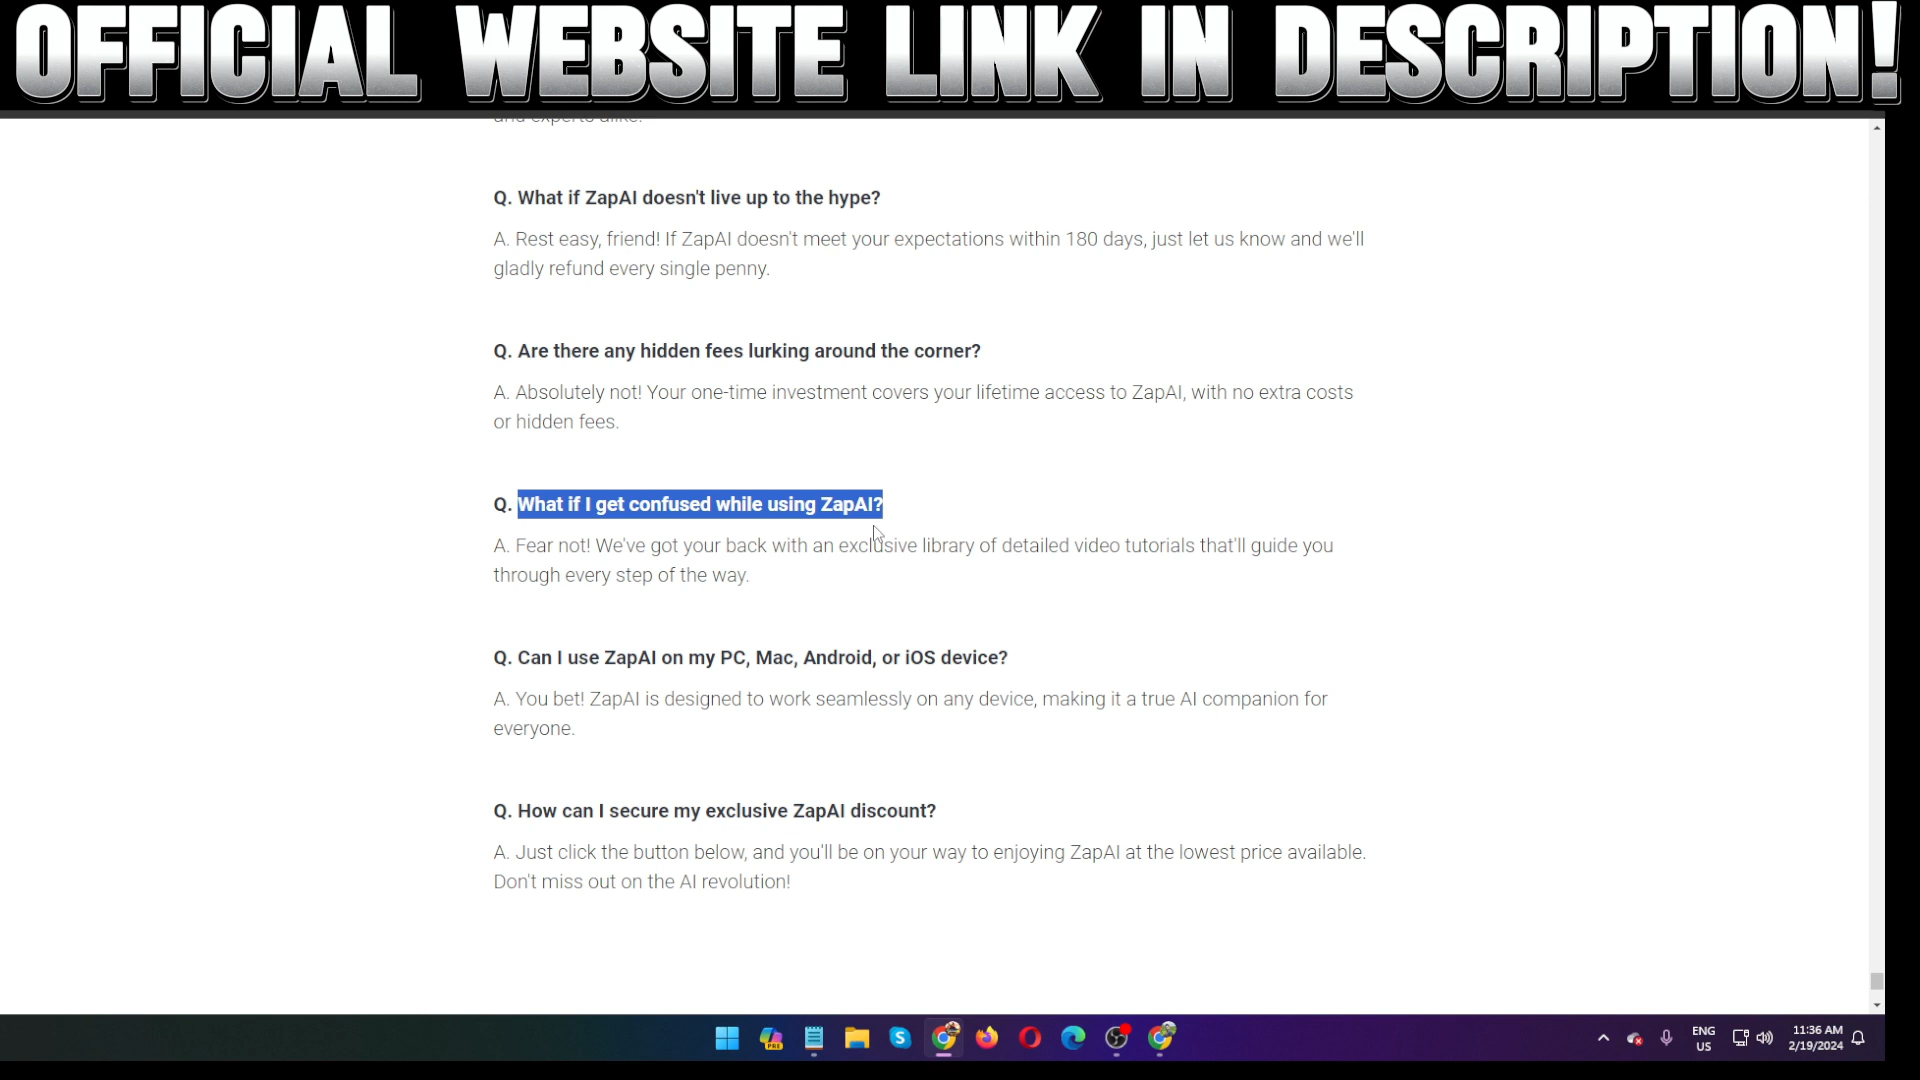 OFFICIAL WEBSITE LINK IN DESCRIPTION!
and experts alike.
Q. What if ZapAI doesn't live up to the hype?
A. Rest easy, friend! If ZapAI doesn't meet your expectations within 180 days, just let us know and we'll
gladly refund every single penny.
Q. Are there any hidden fees lurking around the corner?
A. Absolutely not! Your one-time investment covers your lifetime access to ZapAI, with no extra costs
or hidden fees.
Q. What if I get confused while using ZapAI?
A. Fear not! We've got your back with an exclusive library of detailed video tutorials that'll guide you
through every step of the way.
Q. Can I use ZapAI on my PC, Mac, Android, or iOS device?
A. You bet! ZapAI is designed to work seamlessly on any device, making it a true AI companion for
everyone.
Q. How can I secure my exclusive ZapAI discount?
A. Just click the button below, and you'll be on your way to enjoying ZapAI at the lowest price available.
Don't miss out on the AI revolution!
PRE
S
ENG
US
11:36 AM
2/19/2024